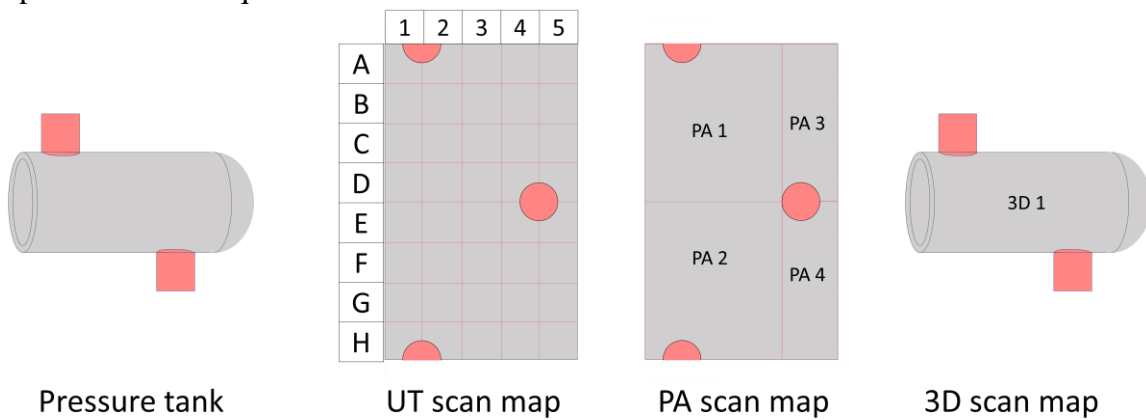 1 2 3 4 5
A
B
C
D
E
F
G
H
PA 1 PA 3
PA 2 PA 4
3D 1
Pressure tank UT scan map PA scan map 3D scan map